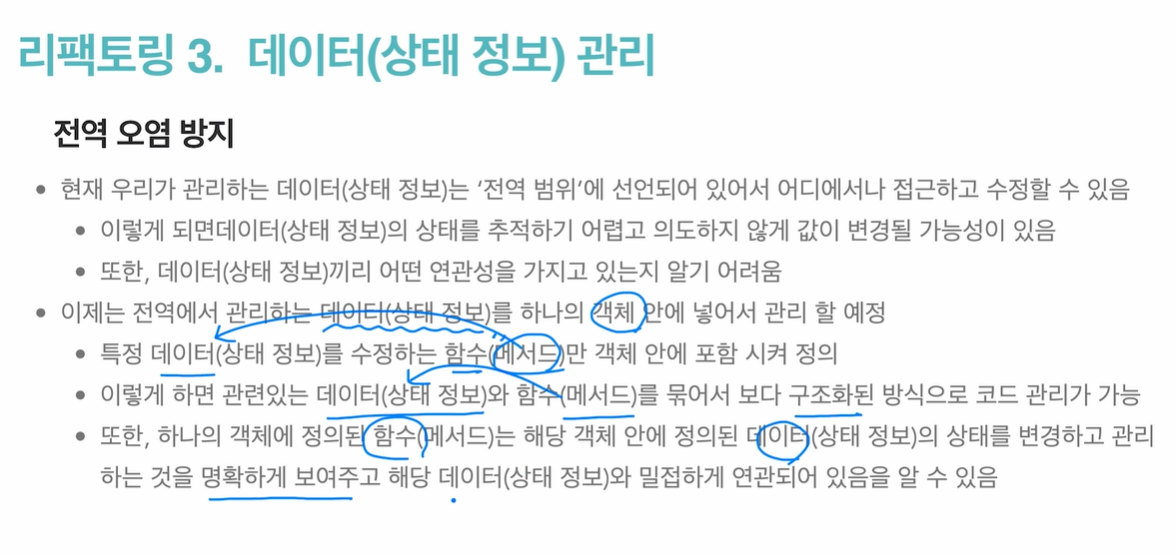 리팩토링 3. 데이터(상태 정보) 관리
전역 오염 방지
• 현재 우리가 관리하는 데이터(상태 정보)는 ‘전역 범위’에 선언되어 있어서 어디에서나 접근하고 수정할 수 있음
• 이렇게 되면데이터(상태 정보)의 상태를 추적하기 어렵고 의도하지 않게 값이 변경될 가능성이 있음
• 또한, 데이터(상태 정보)끼리 어떤 연관성을 가지고 있는지 알기 어려움
• 이제는 전역에서 관리하는 데이터(상태 정보)를 하나의 객체 안에 넣어서 관리 할 예정
• 특정 데이터(상태 정보)를 수정하는 함수(메서드)만 객체 안에 포함 시켜 정의
• 이렇게 하면 관련있는 데이터(상태 정보)와 함수(메서드)를 묶어서 보다 구조화된 방식으로 코드 관리가 가능
• 또한, 하나의 객체에 정의된 함수(메서드)는 해당 객체 안에 정의된 데이터(상태 정보)의 상태를 변경하고 관리
하는 것을 명확하게 보여주고 해당 데이터(상태 정보)와 밀접하게 연관되어 있음을 알 수 있음